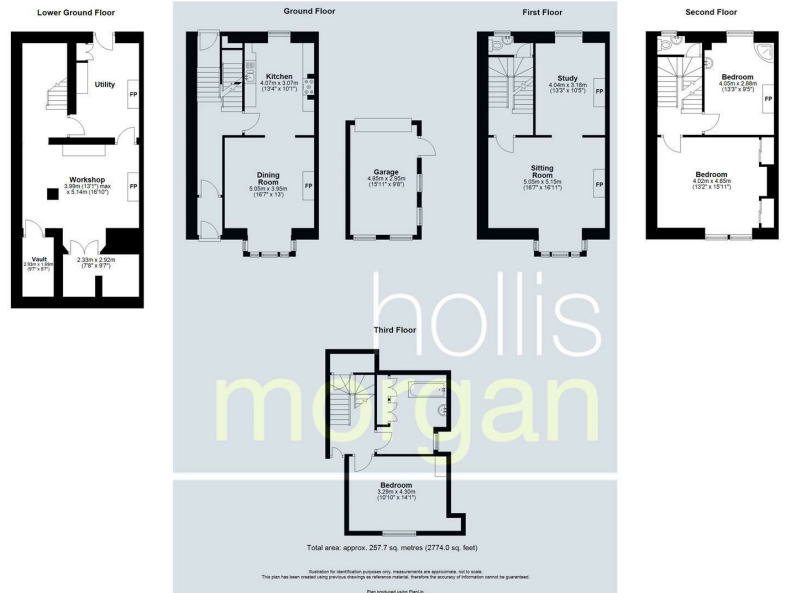 Lower Ground Floor
Ground Floor
First Floor
Second Floor
Utility
FP
Workshop
3.99m (13'1") max
x 5.14m (16'10")
FP
Vault
2.93m x 1.99m
2.33m x 2.92m
(7'8" x 9'7")
Kitchen
4.07m x 3.07m
(13'4" x 10'1")
Dining
Room
5.05m x 3.95m
(16'7" x 13')
FP
Garage
4.85m x 2.95m
(15'11" x 9'8")
Study
4.04m x 3.18m
(13'3" x 10'5")
FP
Sitting
Room
5.05m x 5.15m
(16'7" x 16'11")
FP
Bedroom
4.05m x 2.88m
(13'3" x 9'5")
FP
Bedroom
4.02m x 4.85m
(13'2" x 15'11")
hollis
morgan
Third Floor
Bedroom
3.29m x 4.30m
(10'10" x 14'1")
Total area: approx. 257.7 sq. metres (2774.0 sq. feet)
Illustration for identification purposes only, measurements are approximate, not to scale.
This plan has been created using previous drawings as reference material, therefore the accuracy of information cannot be guaranteed.
Plan produced using PlanUp.